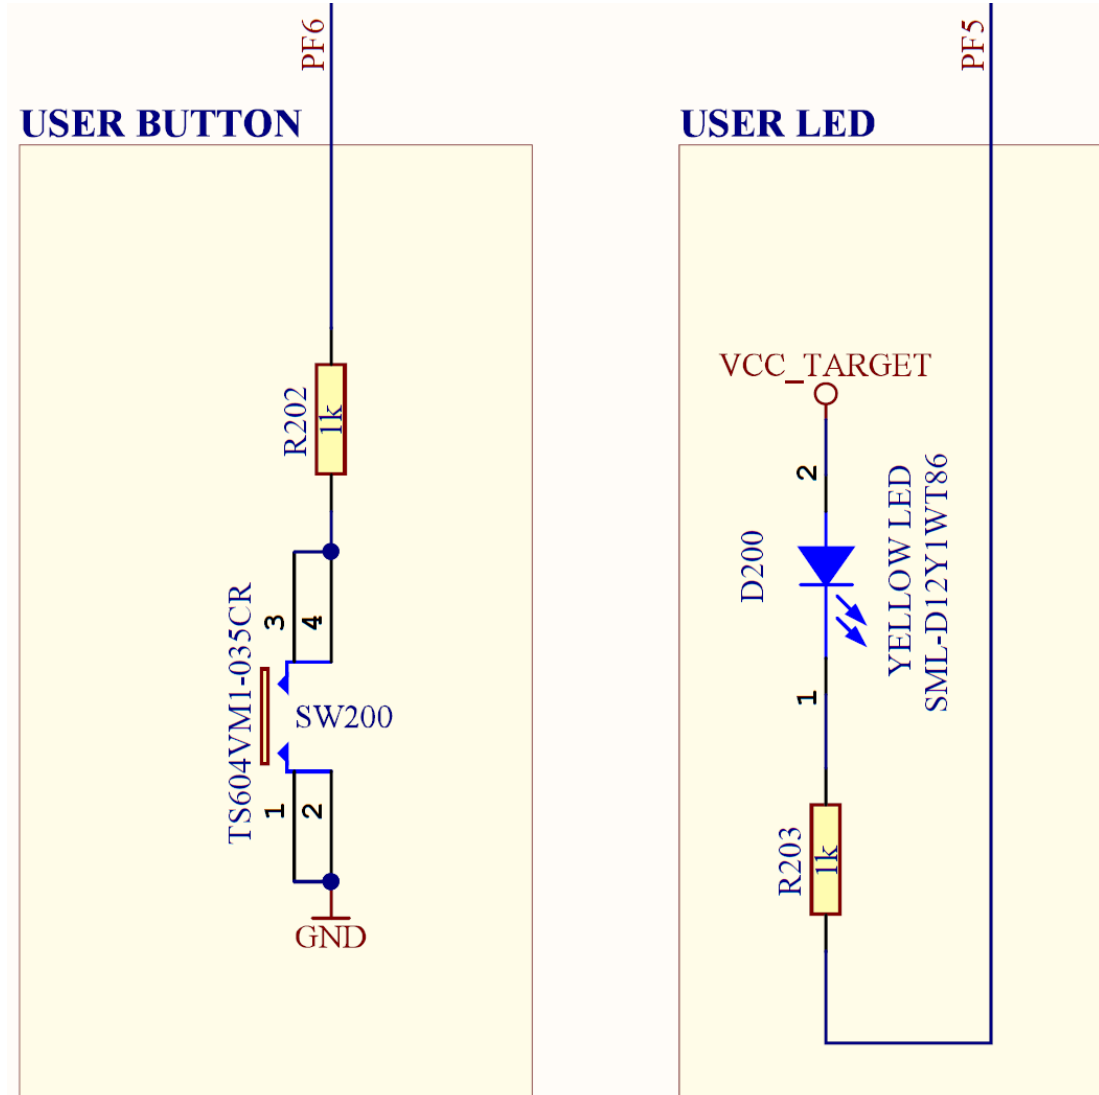 PF6
USER BUTTON
R202
1k
3
4
TS604VM1-035CR
SW200
1
2
GND
PF5
USER LED
VCC_TARGET
2
D200
YELLOW LED
SML-D12Y1WT86
1
R203
1k